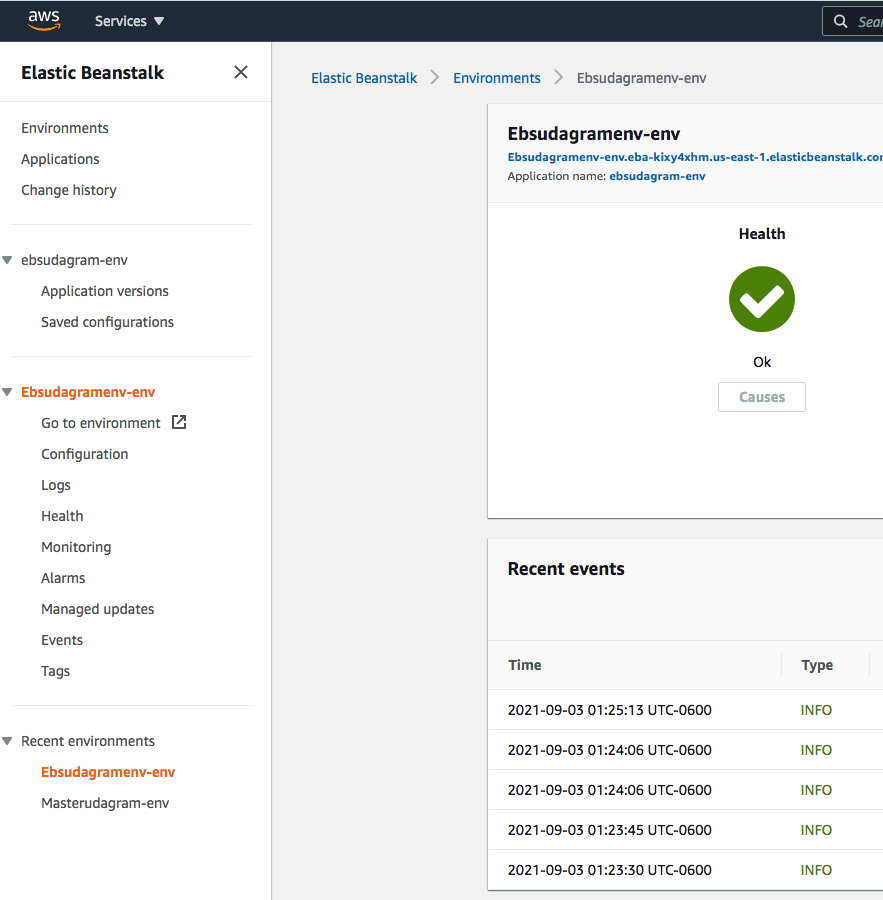 aws Services
Elastic Beanstalk
Environments
Applications
Change history
ebsudagram-env
Application versions
Saved configurations
Ebsudagramenv-env
Go to environment
Configuration
Logs
Health
Monitoring
Alarms
Managed updates
Events
Tags
Recent environments
Ebsudagramenv-env
Masterudagram-env
Elastic Beanstalk > Environments > Ebsudagramenv-env
Ebsudagramenv-env
Ebsudagramenv-env.eba-kixy4xhm.us-east-1.elasticbeanstalk.co
Application name: ebsudagram-env
Health
Ok
Causes
Recent events
Time Type
2021-09-03 01:25:13 UTC-0600 INFO
2021-09-03 01:24:06 UTC-0600 INFO
2021-09-03 01:24:06 UTC-0600 INFO
2021-09-03 01:23:45 UTC-0600 INFO
2021-09-03 01:23:30 UTC-0600 INFO